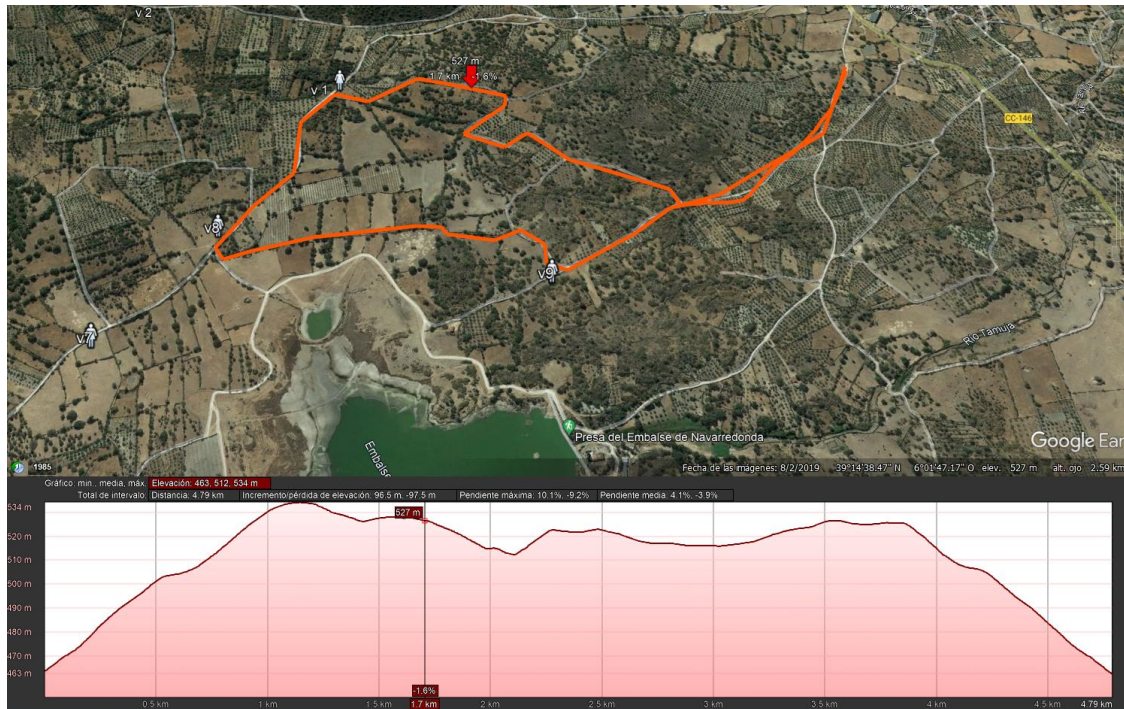 v 2
527 m
1.7 km -1.6%
v 1
CC-146
v8
v9
v7
Río Tamuja
Presa del Embalse de Navarredonda
Embalse
Google Ear
1985
Fecha de las imágenes: 8/2/2019 39°14'38.47" N 6°01'47.17" O elev. 527 m alt. ojo 2.59 km
Gráfico: mín., media, máx. Elevación: 463, 512, 534 m
Total de intervalo: Distancia: 4.79 km Incremento/pérdida de elevación: 96.5 m, -97.5 m Pendiente máxima: 10.1%, -9.2% Pendiente media: 4.1%, -3.9%
534 m
527 m
520 m
510 m
500 m
490 m
480 m
470 m
463 m
-1.6%
0.5 km 1 km 1.5 km 1.7 km 2 km 2.5 km 3 km 3.5 km 4 km 4.5 km 4.79 km